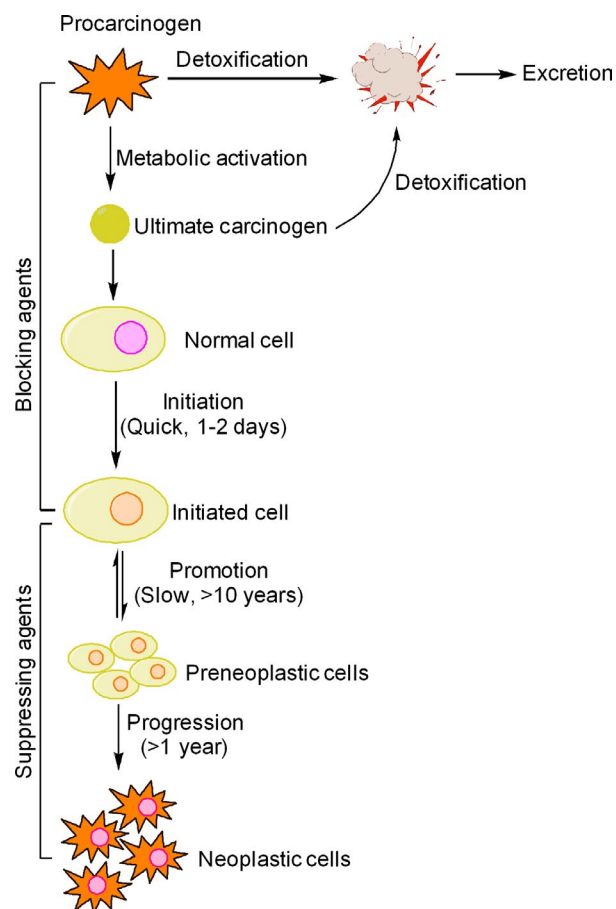 Procarcinogen
Detoxification
Excretion
Metabolic activation
Detoxification
Ultimate carcinogen
Blocking agents
Normal cell
Initiation
(Quick, 1-2 days)
Initiated cell
Promotion
(Slow, >10 years)
Suppressing agents
Preneoplastic cells
Progression
(>1 year)
Neoplastic cells